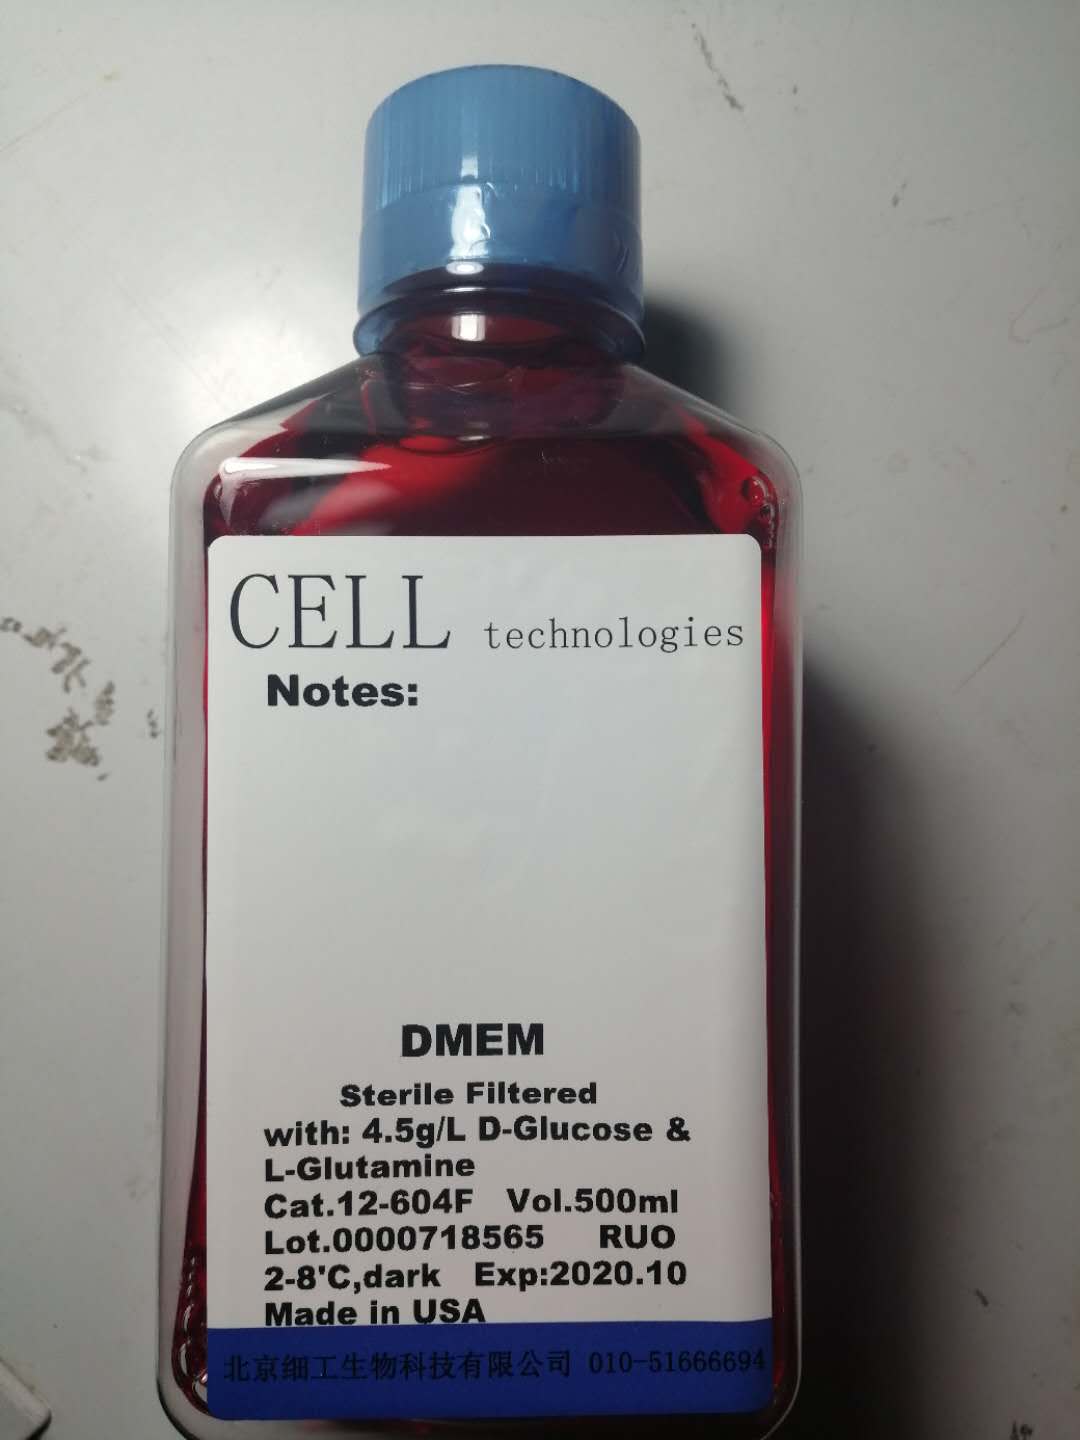 CELL technologies
Notes:
DMEM
Sterile Filtered
with: 4.5g/L D-Glucose &
L-Glutamine
Cat.12-604F Vol.500ml
Lot.0000718565 RUO
2-8'C,dark Exp:2020.10
Made in USA
北京细工生物科技有限公司 010-51666694